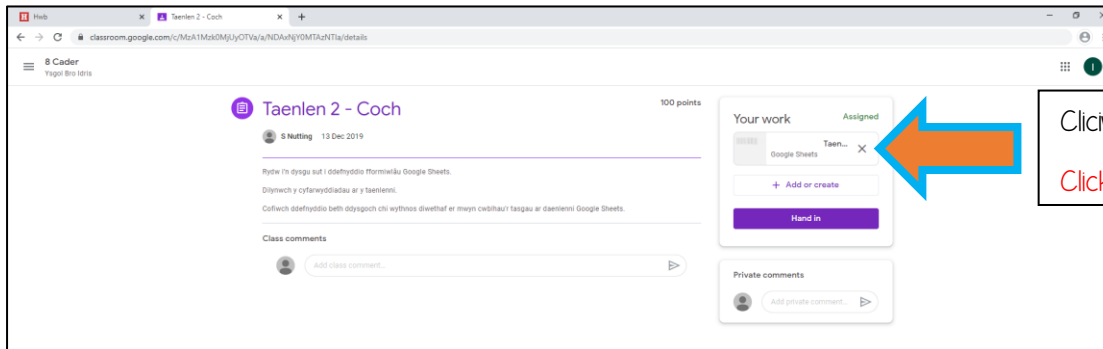 Hwb
Taenlen 2 - Coch
classroom.google.com/c/MzA1Mzk0MjUyOTVa/a/NDAxNjY0MTAzNTIa/details
8 Cader
Ysgol Bro Idris
I
Taenlen 2 - Coch
100 points
S Nutting 13 Dec 2019
Rydw i'n dysgu sut i ddefnyddio fformiwlâu Google Sheets.
Dilynwch y cyfarwyddiadau ar y taenlenni.
Cofiwch ddefnyddio beth ddysgoch chi wythnos diwethaf er mwyn cwblhau'r tasgau ar daenlenni Google Sheets.
Class comments
Add class comment...
Your work
Assigned
Taen...
Google Sheets
+ Add or create
Hand in
Private comments
Add private comment...